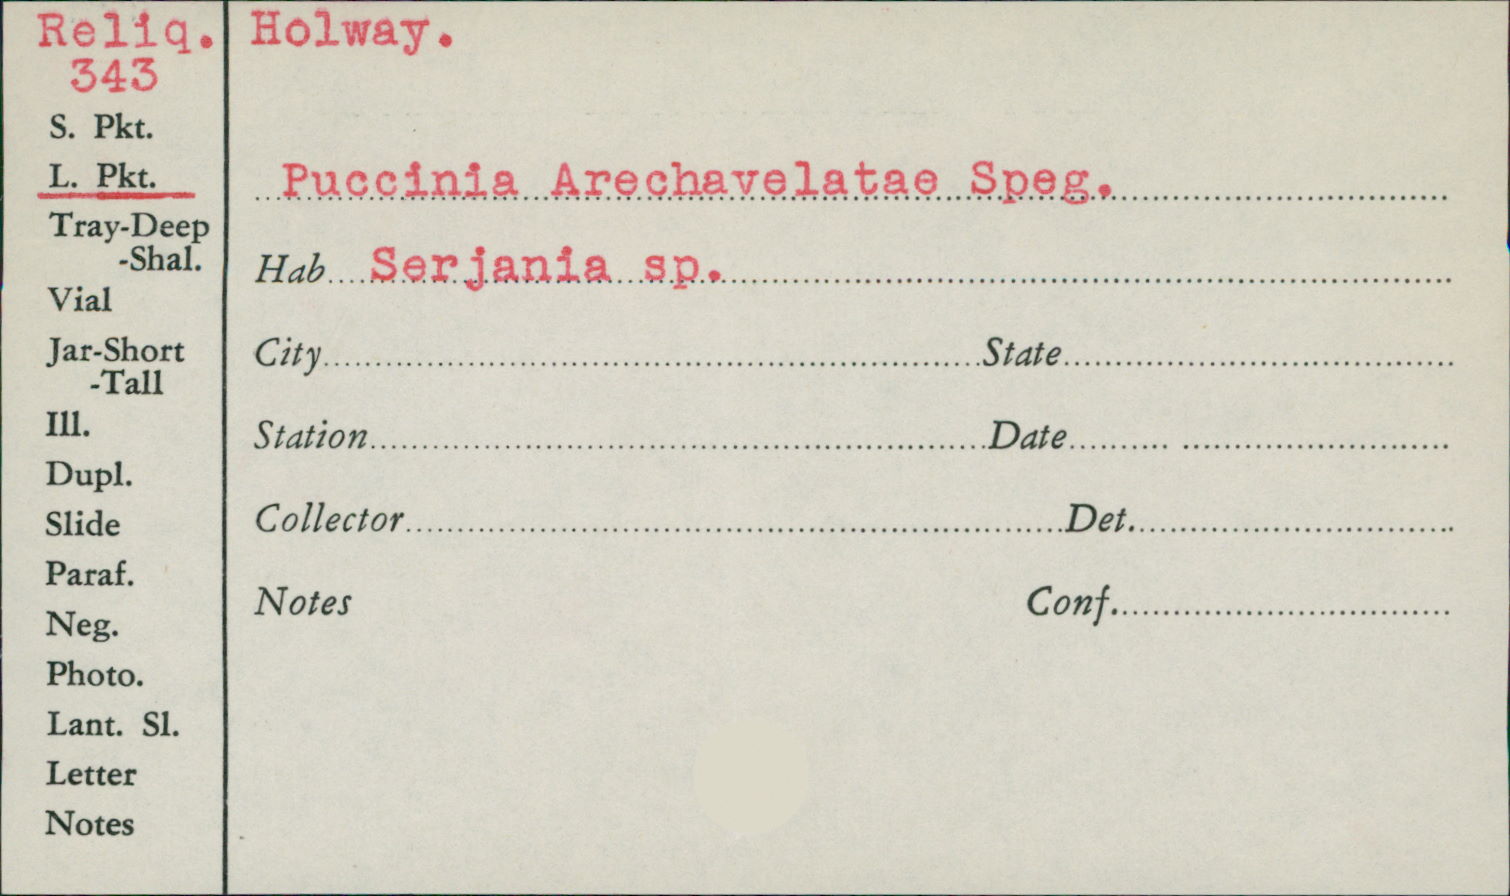 Reliq. Holway.
343
S. Pkt.
L. Pkt.
Puccinia Arechavelatae Speg.
Tray-Deep
-Shal.
Hab Serjania sp.
Vial
Jar-Short
-Tall
City State
Ill.
Station Date
Dupl.
Slide
Collector Det.
Paraf.
Neg.
Notes Conf.
Photo.
Lant. Sl.
Letter
Notes